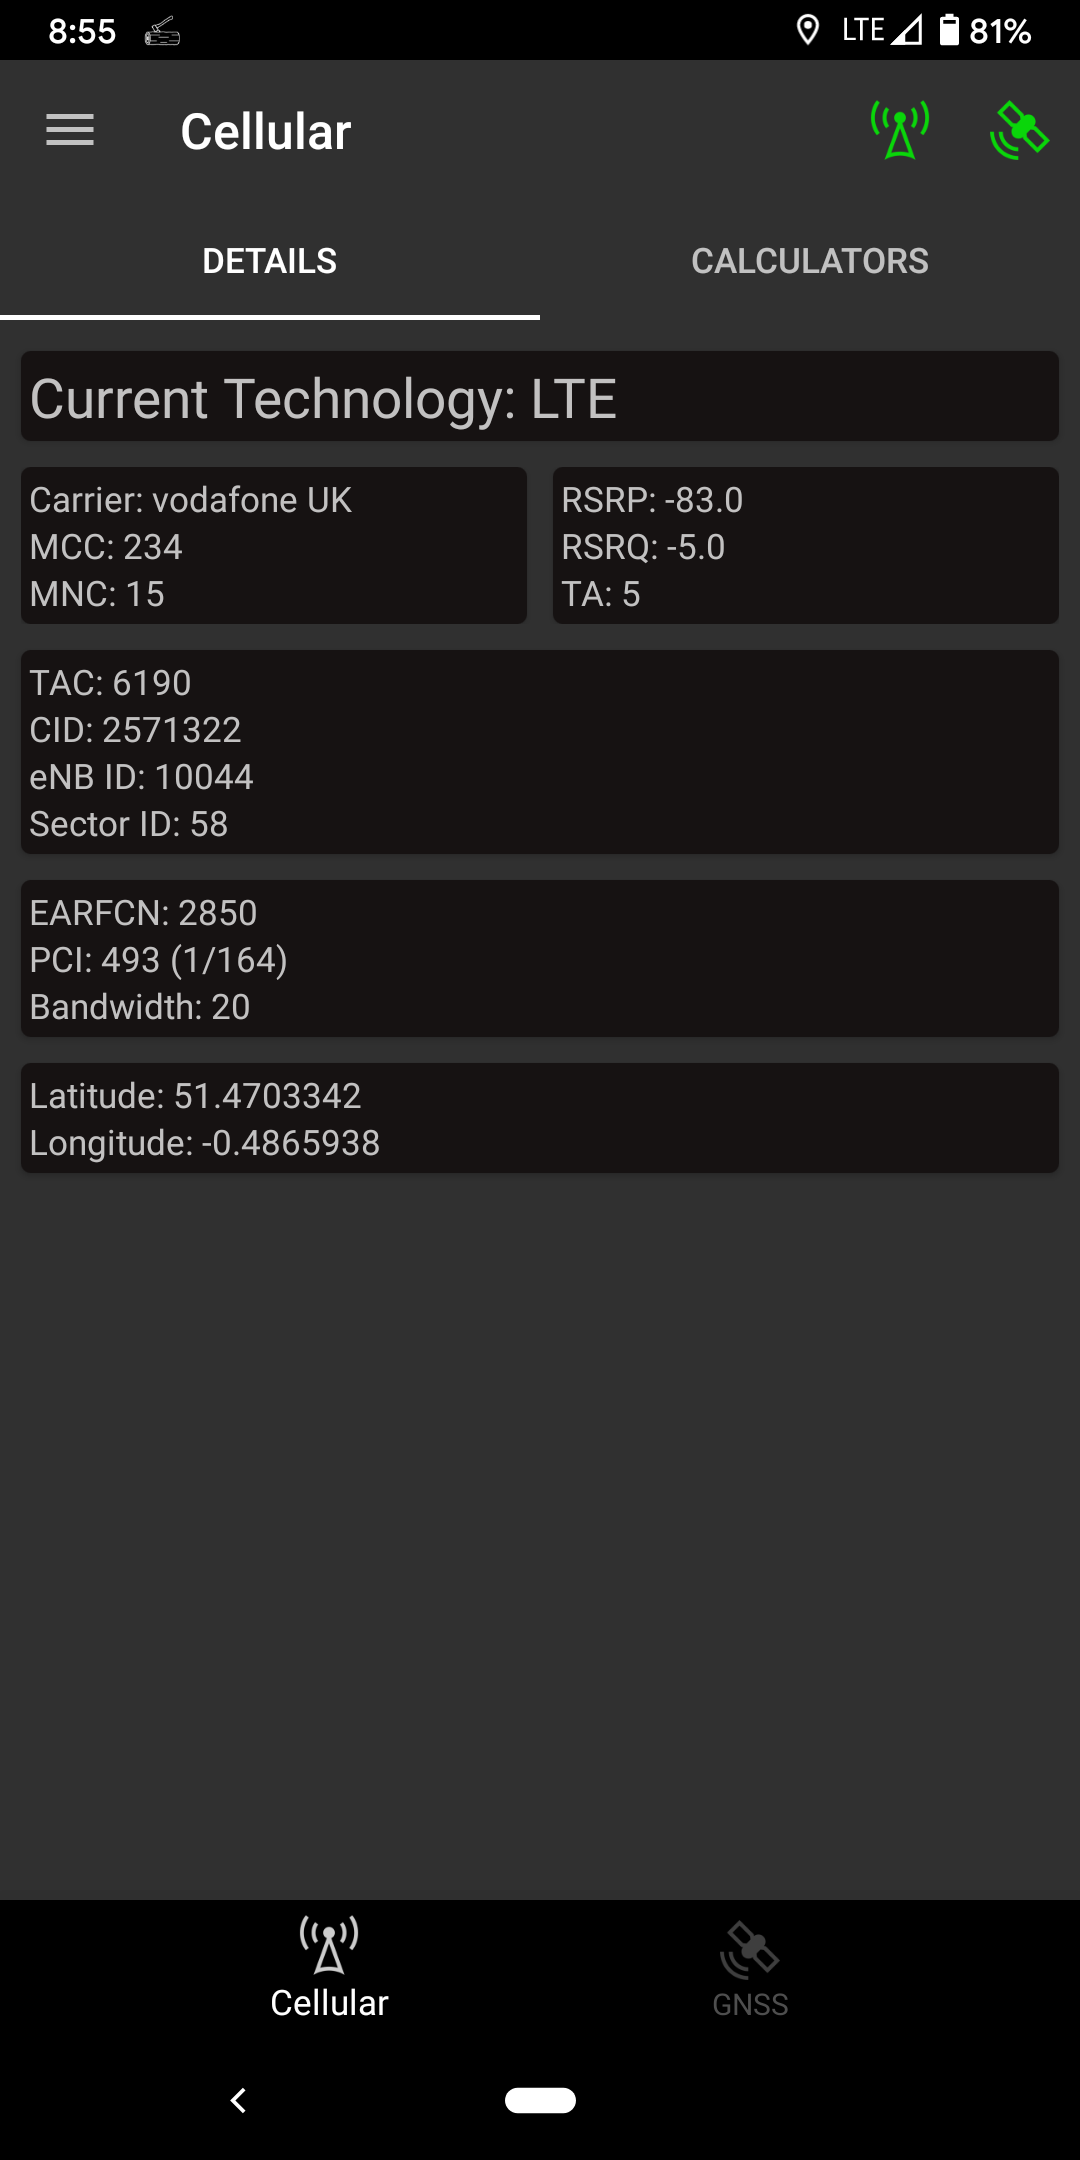 8:55 LTE 81%
Cellular
DETAILS CALCULATORS
Current Technology: LTE
Carrier: vodafone UK
MCC: 234
MNC: 15
RSRP: -83.0
RSRQ: -5.0
TA: 5
TAC: 6190
CID: 2571322
eNB ID: 10044
Sector ID: 58
EARFCN: 2850
PCI: 493 (1/164)
Bandwidth: 20
Latitude: 51.4703342
Longitude: -0.4865938
Cellular GNSS